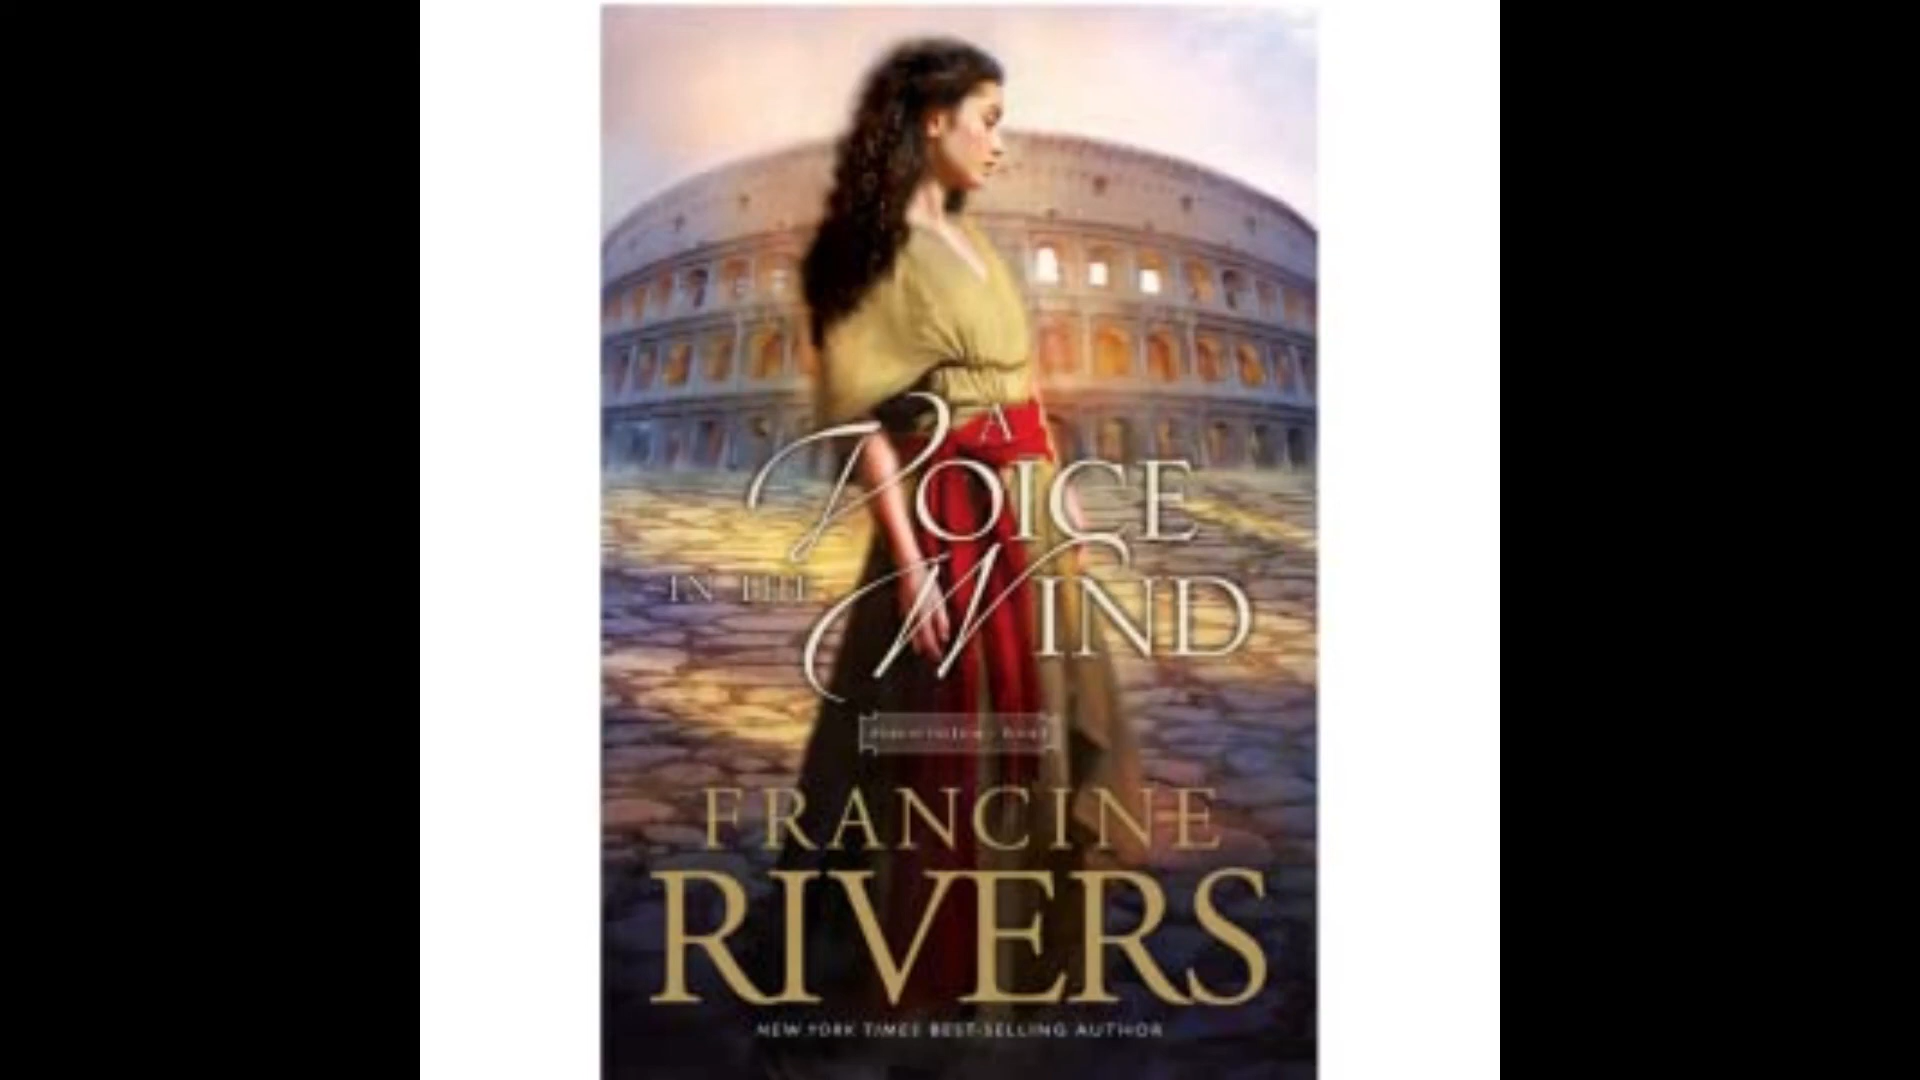 A
VOICE
IN THE
WIND
FRANCINE
RIVERS
NEW YORK TIMES BEST-SELLING AUTHOR